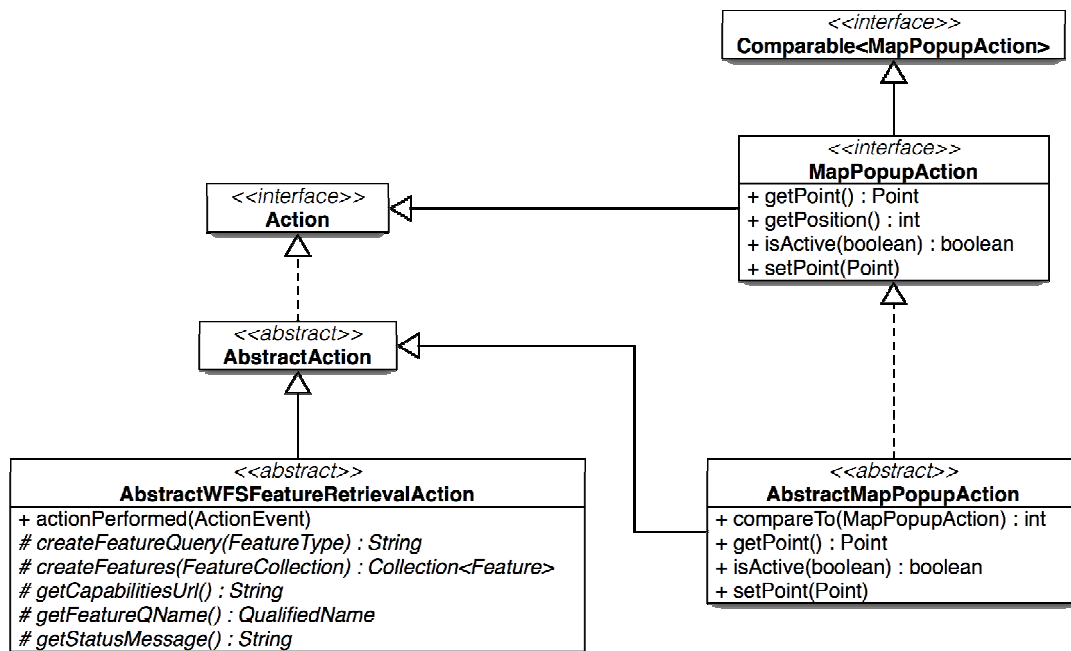 <<interface>>
Comparable<MapPopupAction>
<<interface>>
MapPopupAction
+ getPoint() : Point
+ getPosition() : int
+ isActive(boolean) : boolean
+ setPoint(Point)
<<interface>>
Action
<<abstract>>
AbstractAction
<<abstract>>
AbstractWFSFeatureRetrievalAction
+ actionPerformed(ActionEvent)
# createFeatureQuery(FeatureType) : String
# createFeatures(FeatureCollection) : Collection<Feature>
# getCapabilitiesUrl() : String
# getFeatureQName() : QualifiedName
# getStatusMessage() : String
<<abstract>>
AbstractMapPopupAction
+ compareTo(MapPopupAction) : int
+ getPoint() : Point
+ isActive(boolean) : boolean
+ setPoint(Point)